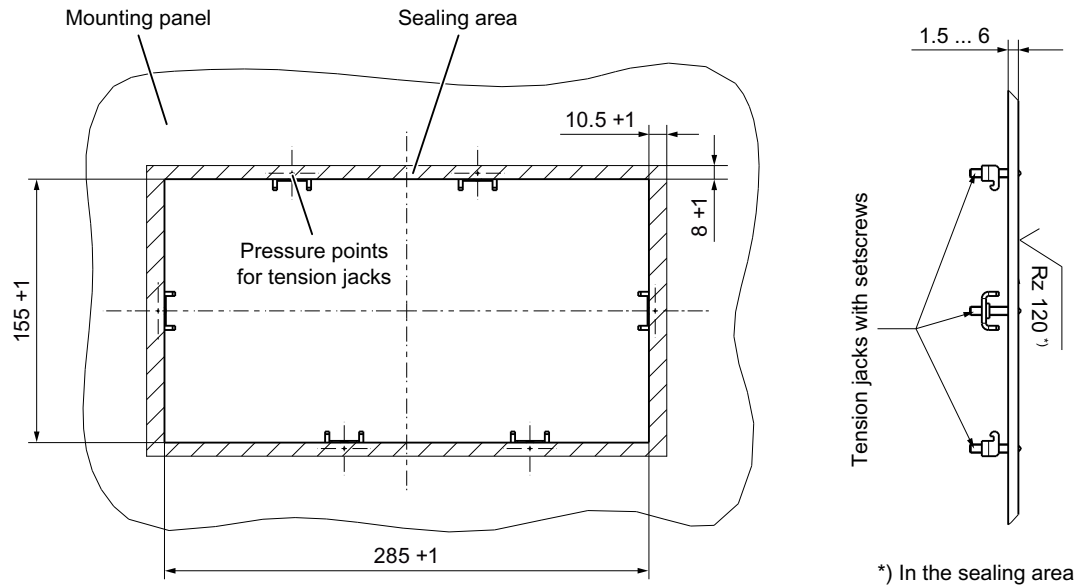 Mounting panel
Sealing area
1.5 ... 6
10.5 +1
8 +1
Pressure points
for tension jacks
155 +1
Tension jacks with setscrews
Rz 120 *)
285 +1
*) In the sealing area